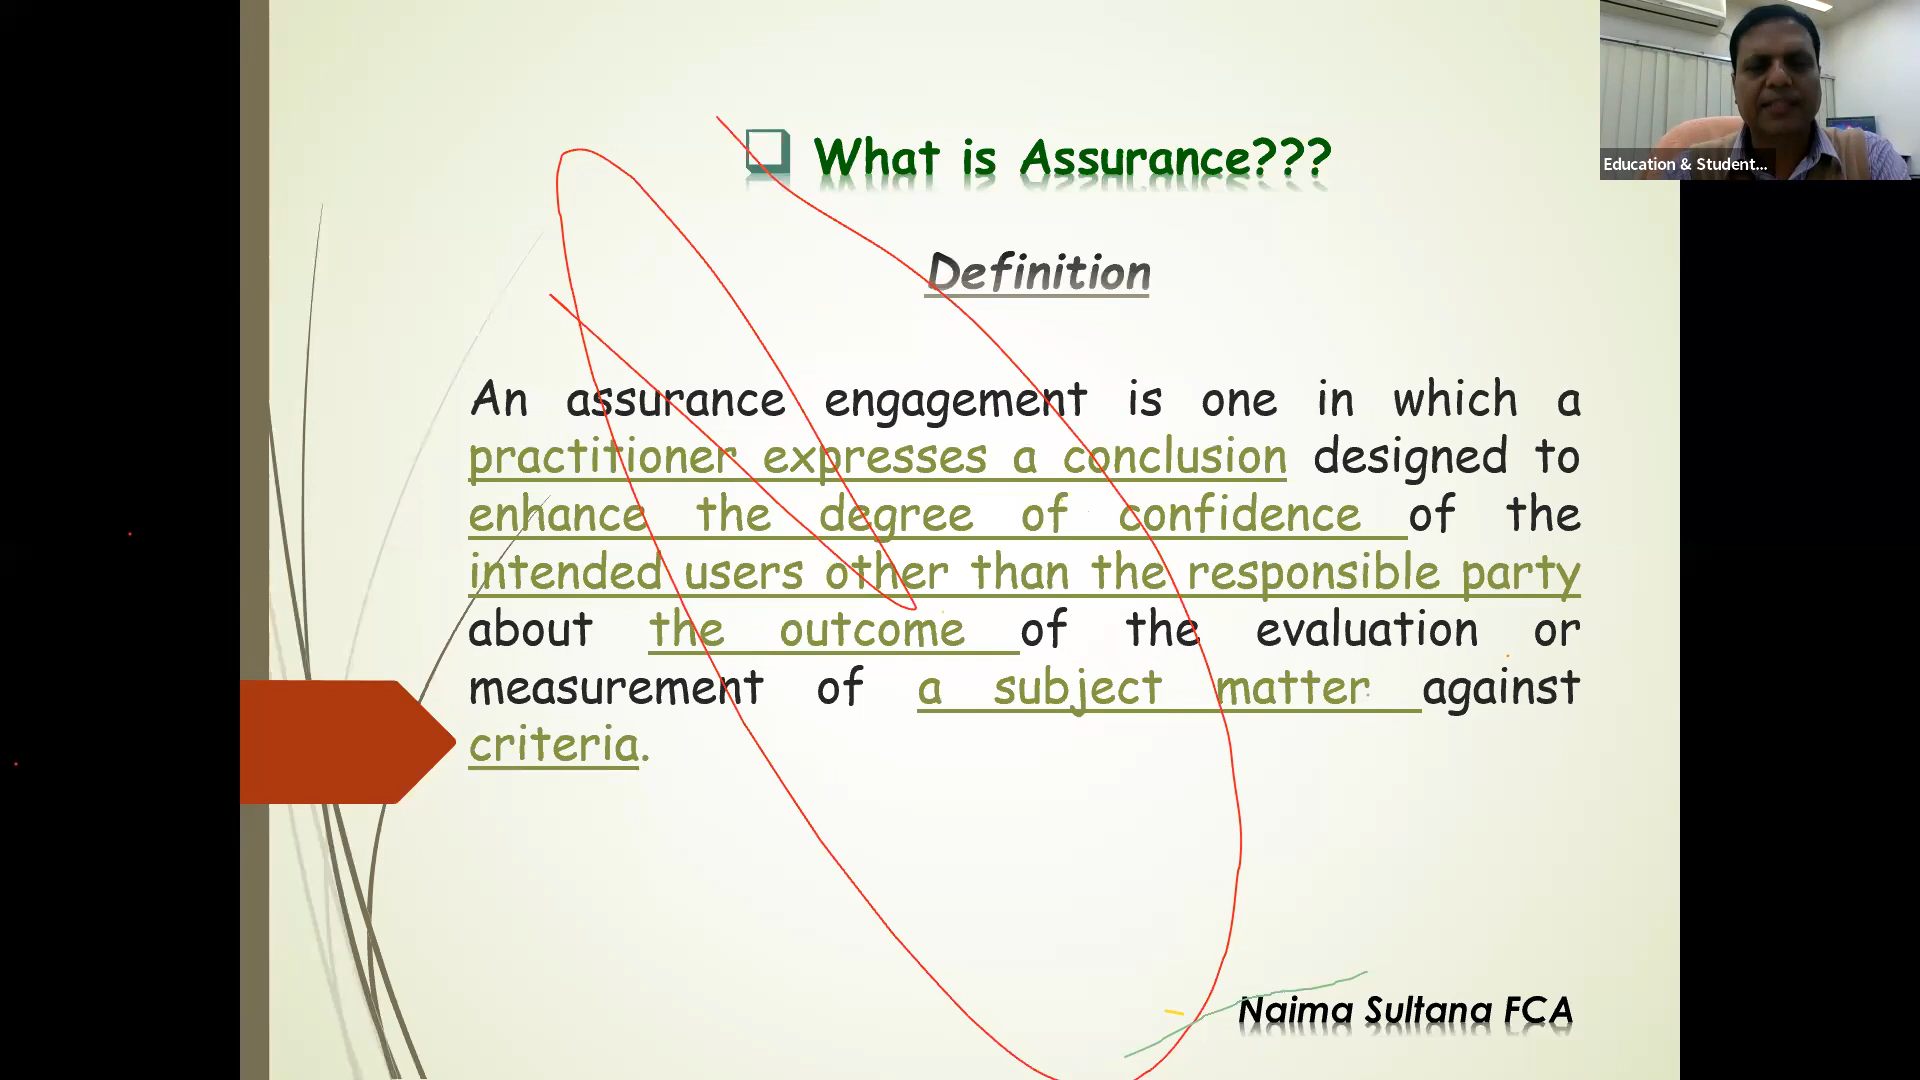 What is Assurance???
Education & Student...
Definition
An assurance engagement is one in which a
practitioner expresses a conclusion designed to
enhance the degree of confidence of the
intended users other than the responsible party
about the outcome of the evaluation or
measurement of a subject matter against
criteria.
Naima Sultana FCA